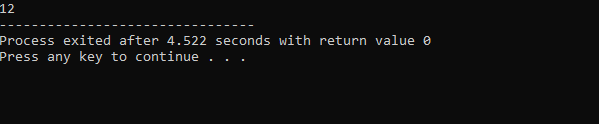 12
--------------------------------
Process exited after 4.522 seconds with return value 0
Press any key to continue . . .